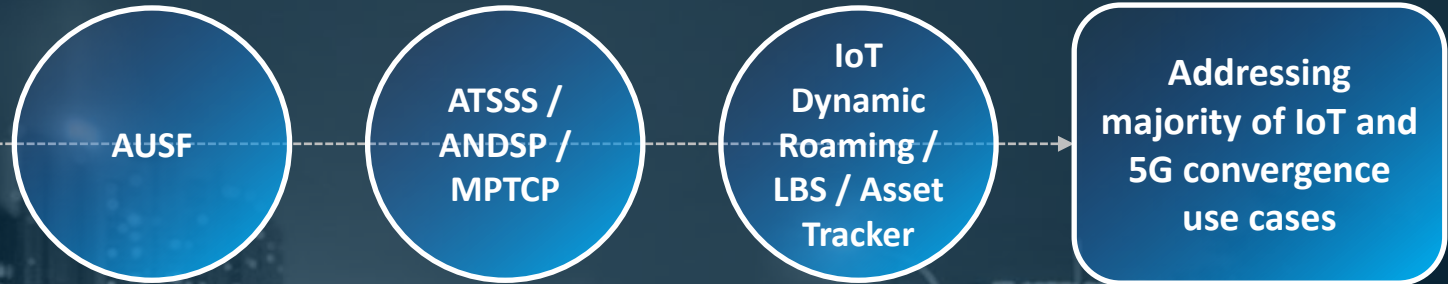 AUSF
ATSSS /
ANDSP /
MPTCP
IoT
Dynamic
Roaming /
LBS / Asset
Tracker
Addressing
majority of IoT and
5G convergence
use cases